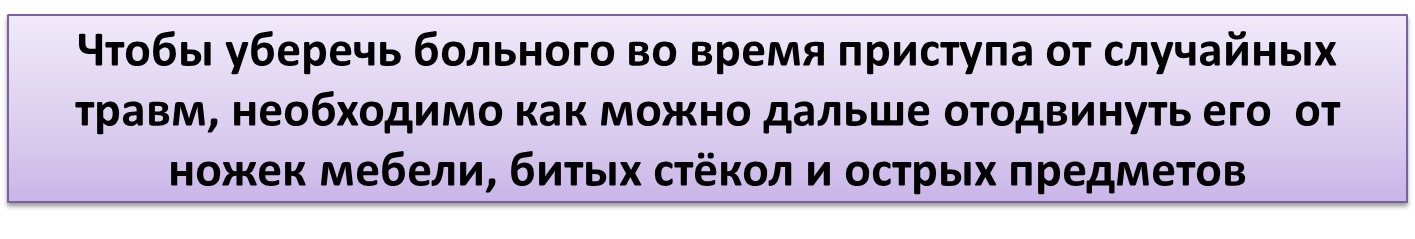 Чтобы уберечь больного во время приступа от случайных
травм, необходимо как можно дальше отодвинуть его  от
ножек мебели, битых стёкол и острых предметов